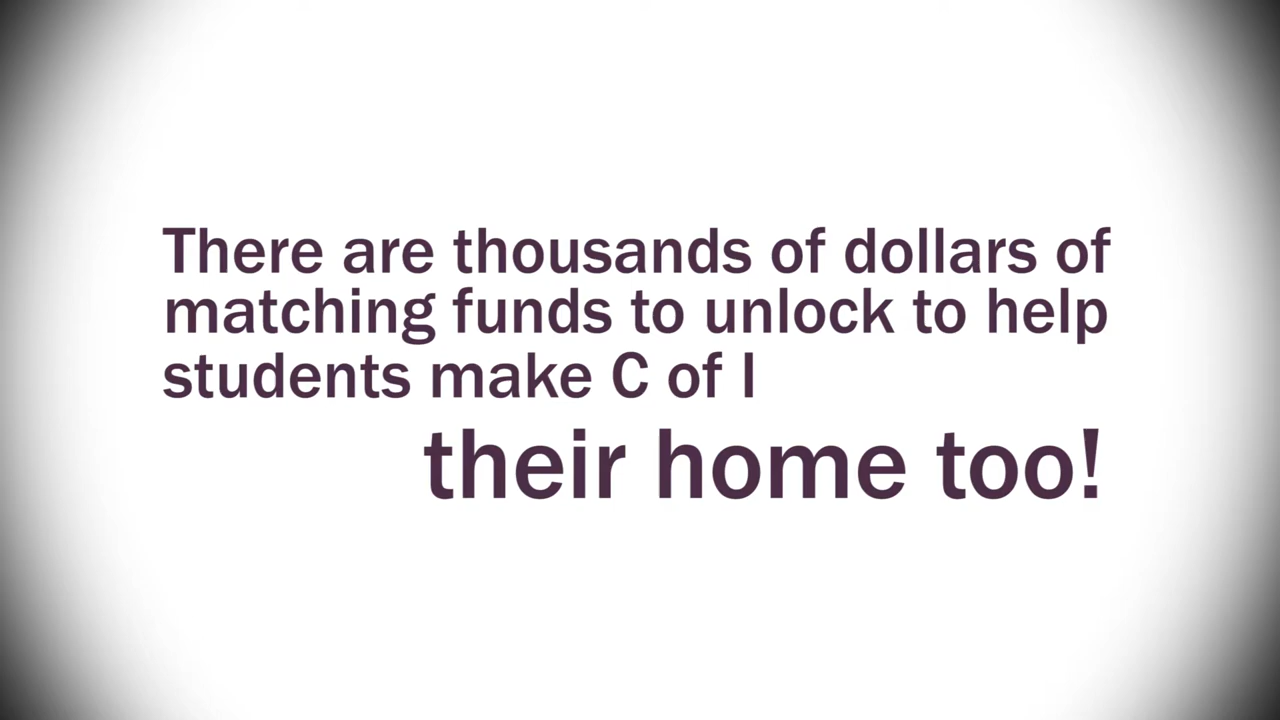 There are thousands of dollars of
matching funds to unlock to help
students make C of I
their home too!